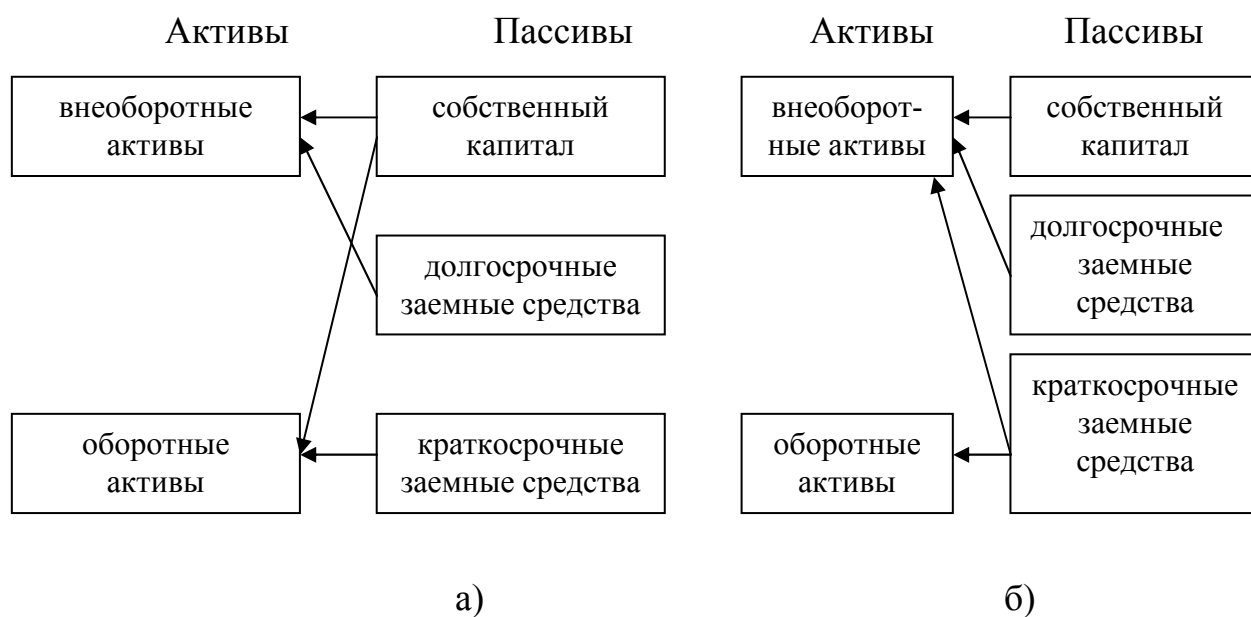 Активы Пассивы
внеоборотные
активы
собственный
капитал
долгосрочные
заемные средства
оборотные
активы
краткосрочные
заемные средства
а)
Активы Пассивы
внеоборот-
ные активы
собственный
капитал
долгосрочные
заемные
средства
краткосрочные
заемные
средства
оборотные
активы
б)